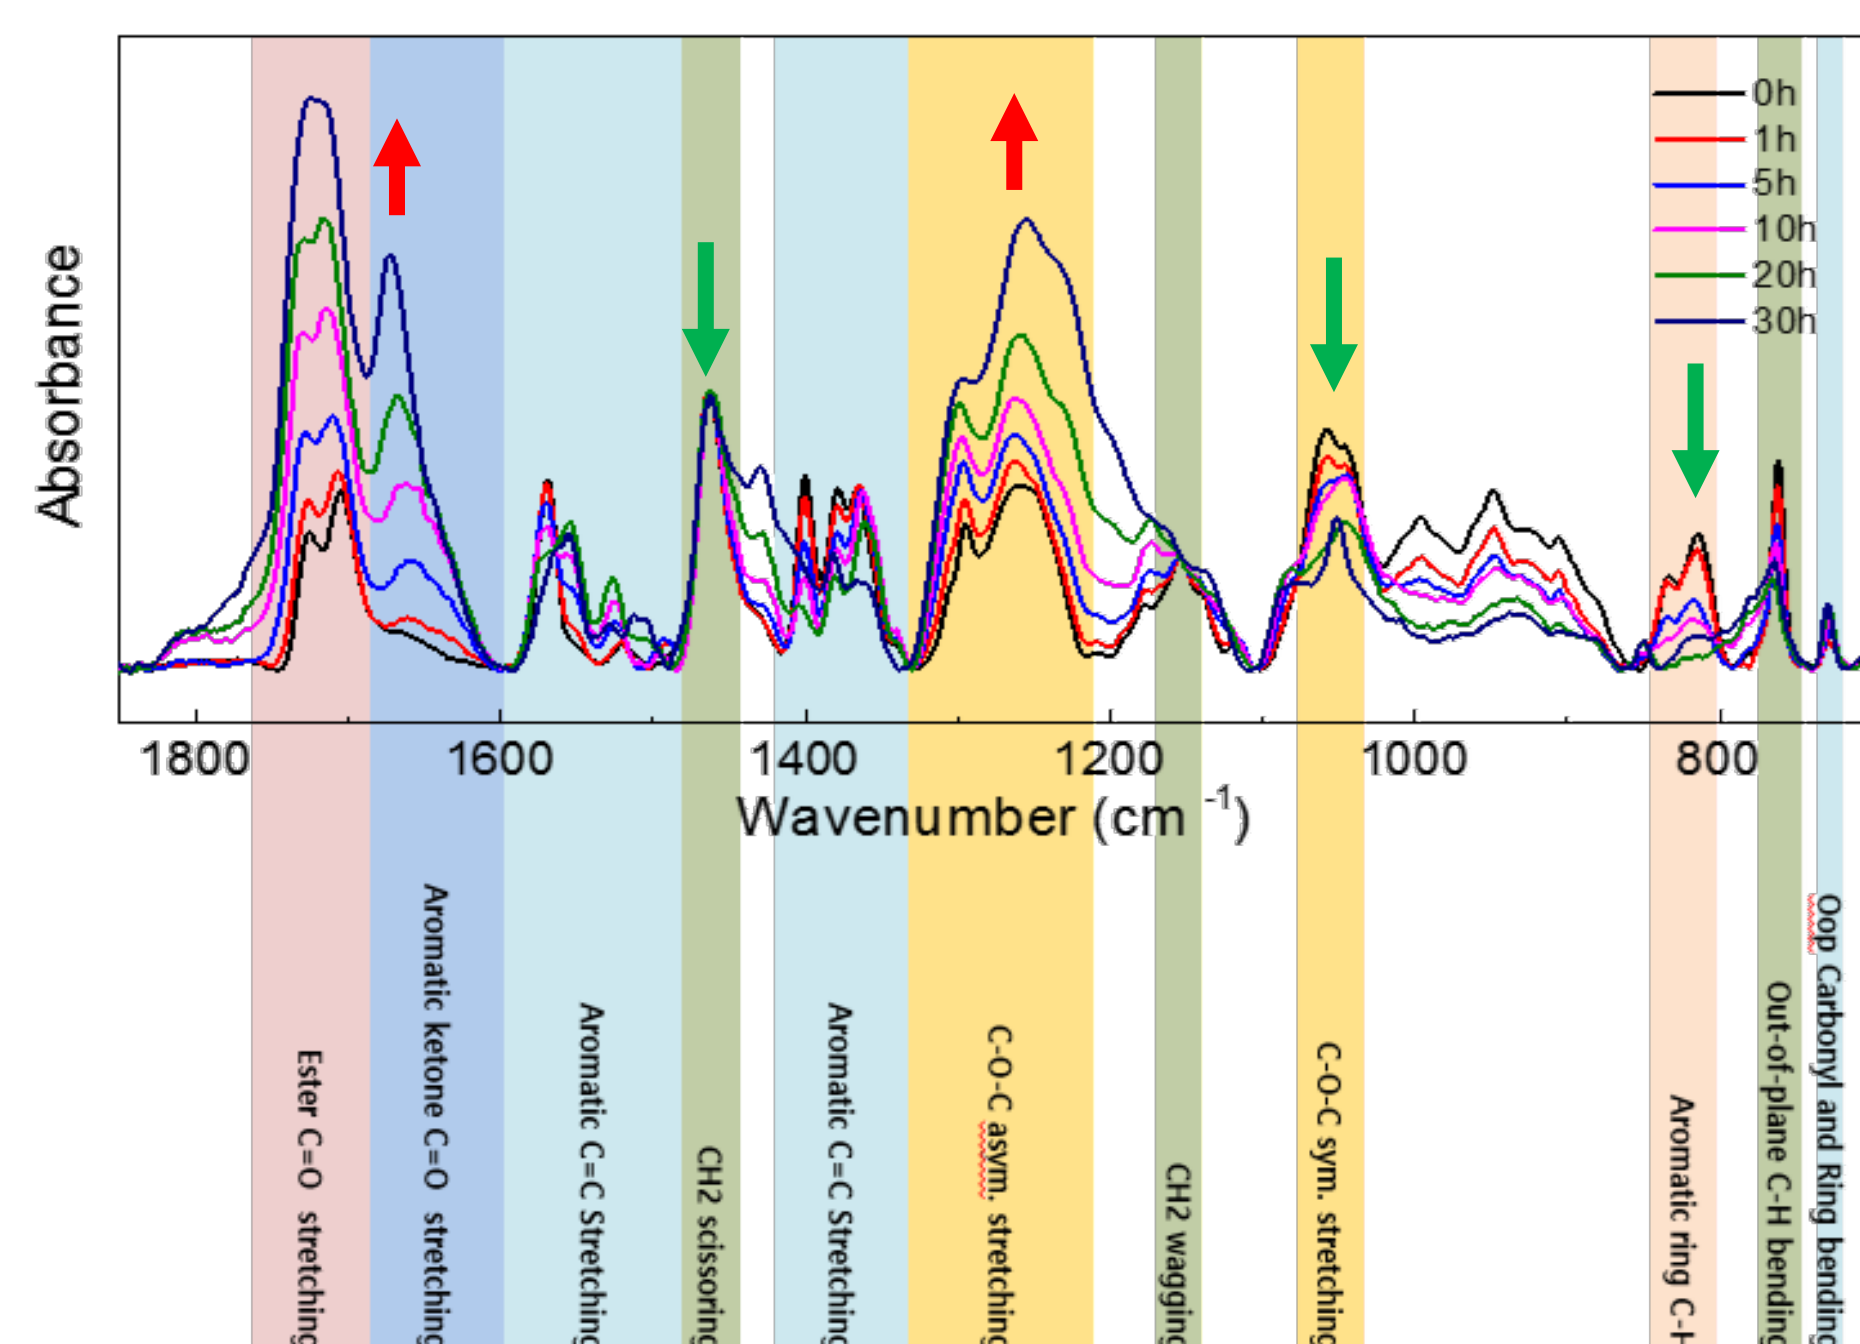 0h
1h
5h
10h
20h
30h
Absorbance
1800
1600
1400
1200
1000
800
Wavenumber (cm -1)
Ester C=O stretching
Aromatic ketone C=O stretching
Aromatic C=C Stretching
CH2 scissoring
Aromatic C=C Stretching
C-O-C asym. stretching
CH2 wagging
C-O-C sym. stretching
Aromatic ring C-H
Out-of-plane C-H bending
Oop Carbonyl and Ring bending